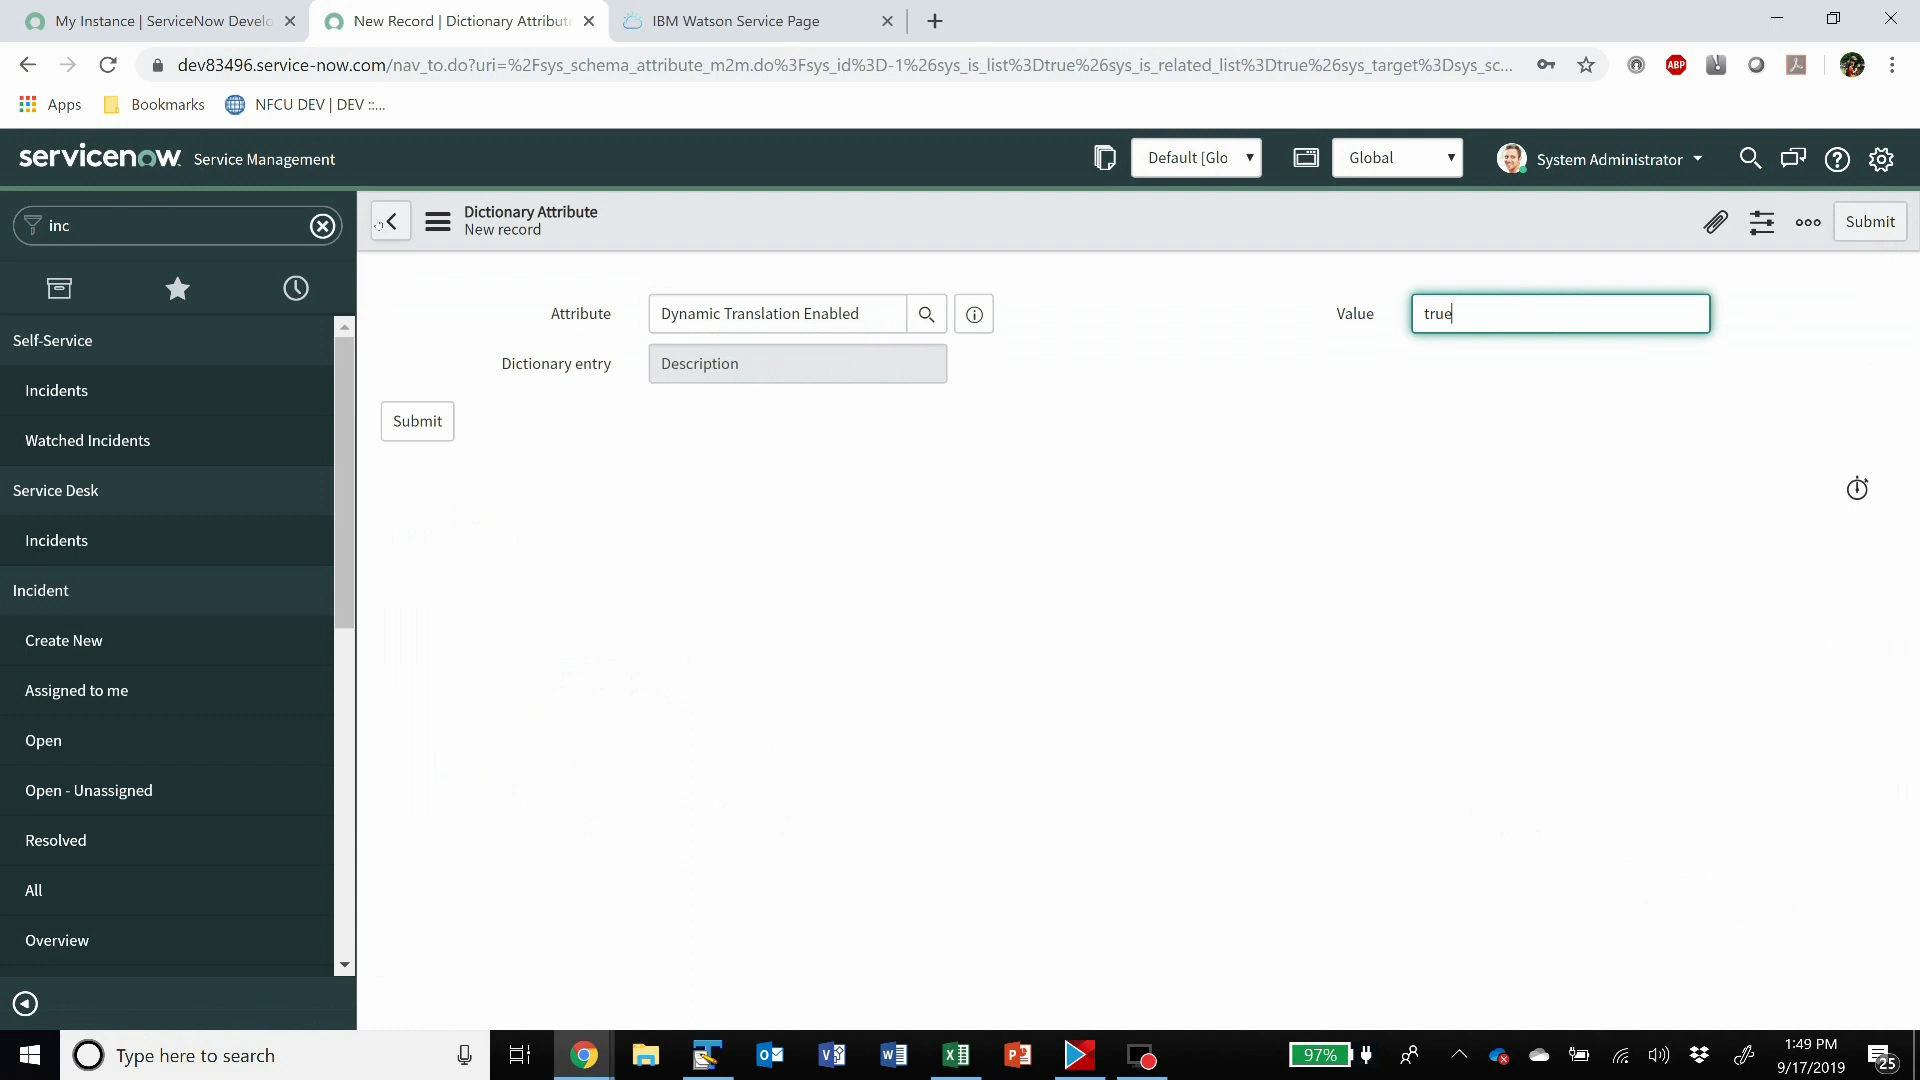 My Instance | ServiceNow Develo
New Record | Dictionary Attribut
IBM Watson Service Page
dev83496.service-now.com/nav_to.do?uri=%2Fsys_schema_attribute_m2m.do%3Fsys_id%3D-1%26sys_is_list%3Dtrue%26sys_is_related_list%3Dtrue%26sys_target%3Dsys_sc...
ABP
Apps
Bookmarks
NFCU DEV | DEV ::...
servicenow
Service Management
Default [Glo
Global
System Administrator
inc
Dictionary Attribute
New record
Submit
Self-Service
Incidents
Watched Incidents
Service Desk
Incidents
Incident
Create New
Assigned to me
Open
Open - Unassigned
Resolved
All
Overview
Attribute
Dynamic Translation Enabled
Value
true
Dictionary entry
Description
Submit
Type here to search
97%
1:49 PM
9/17/2019
25